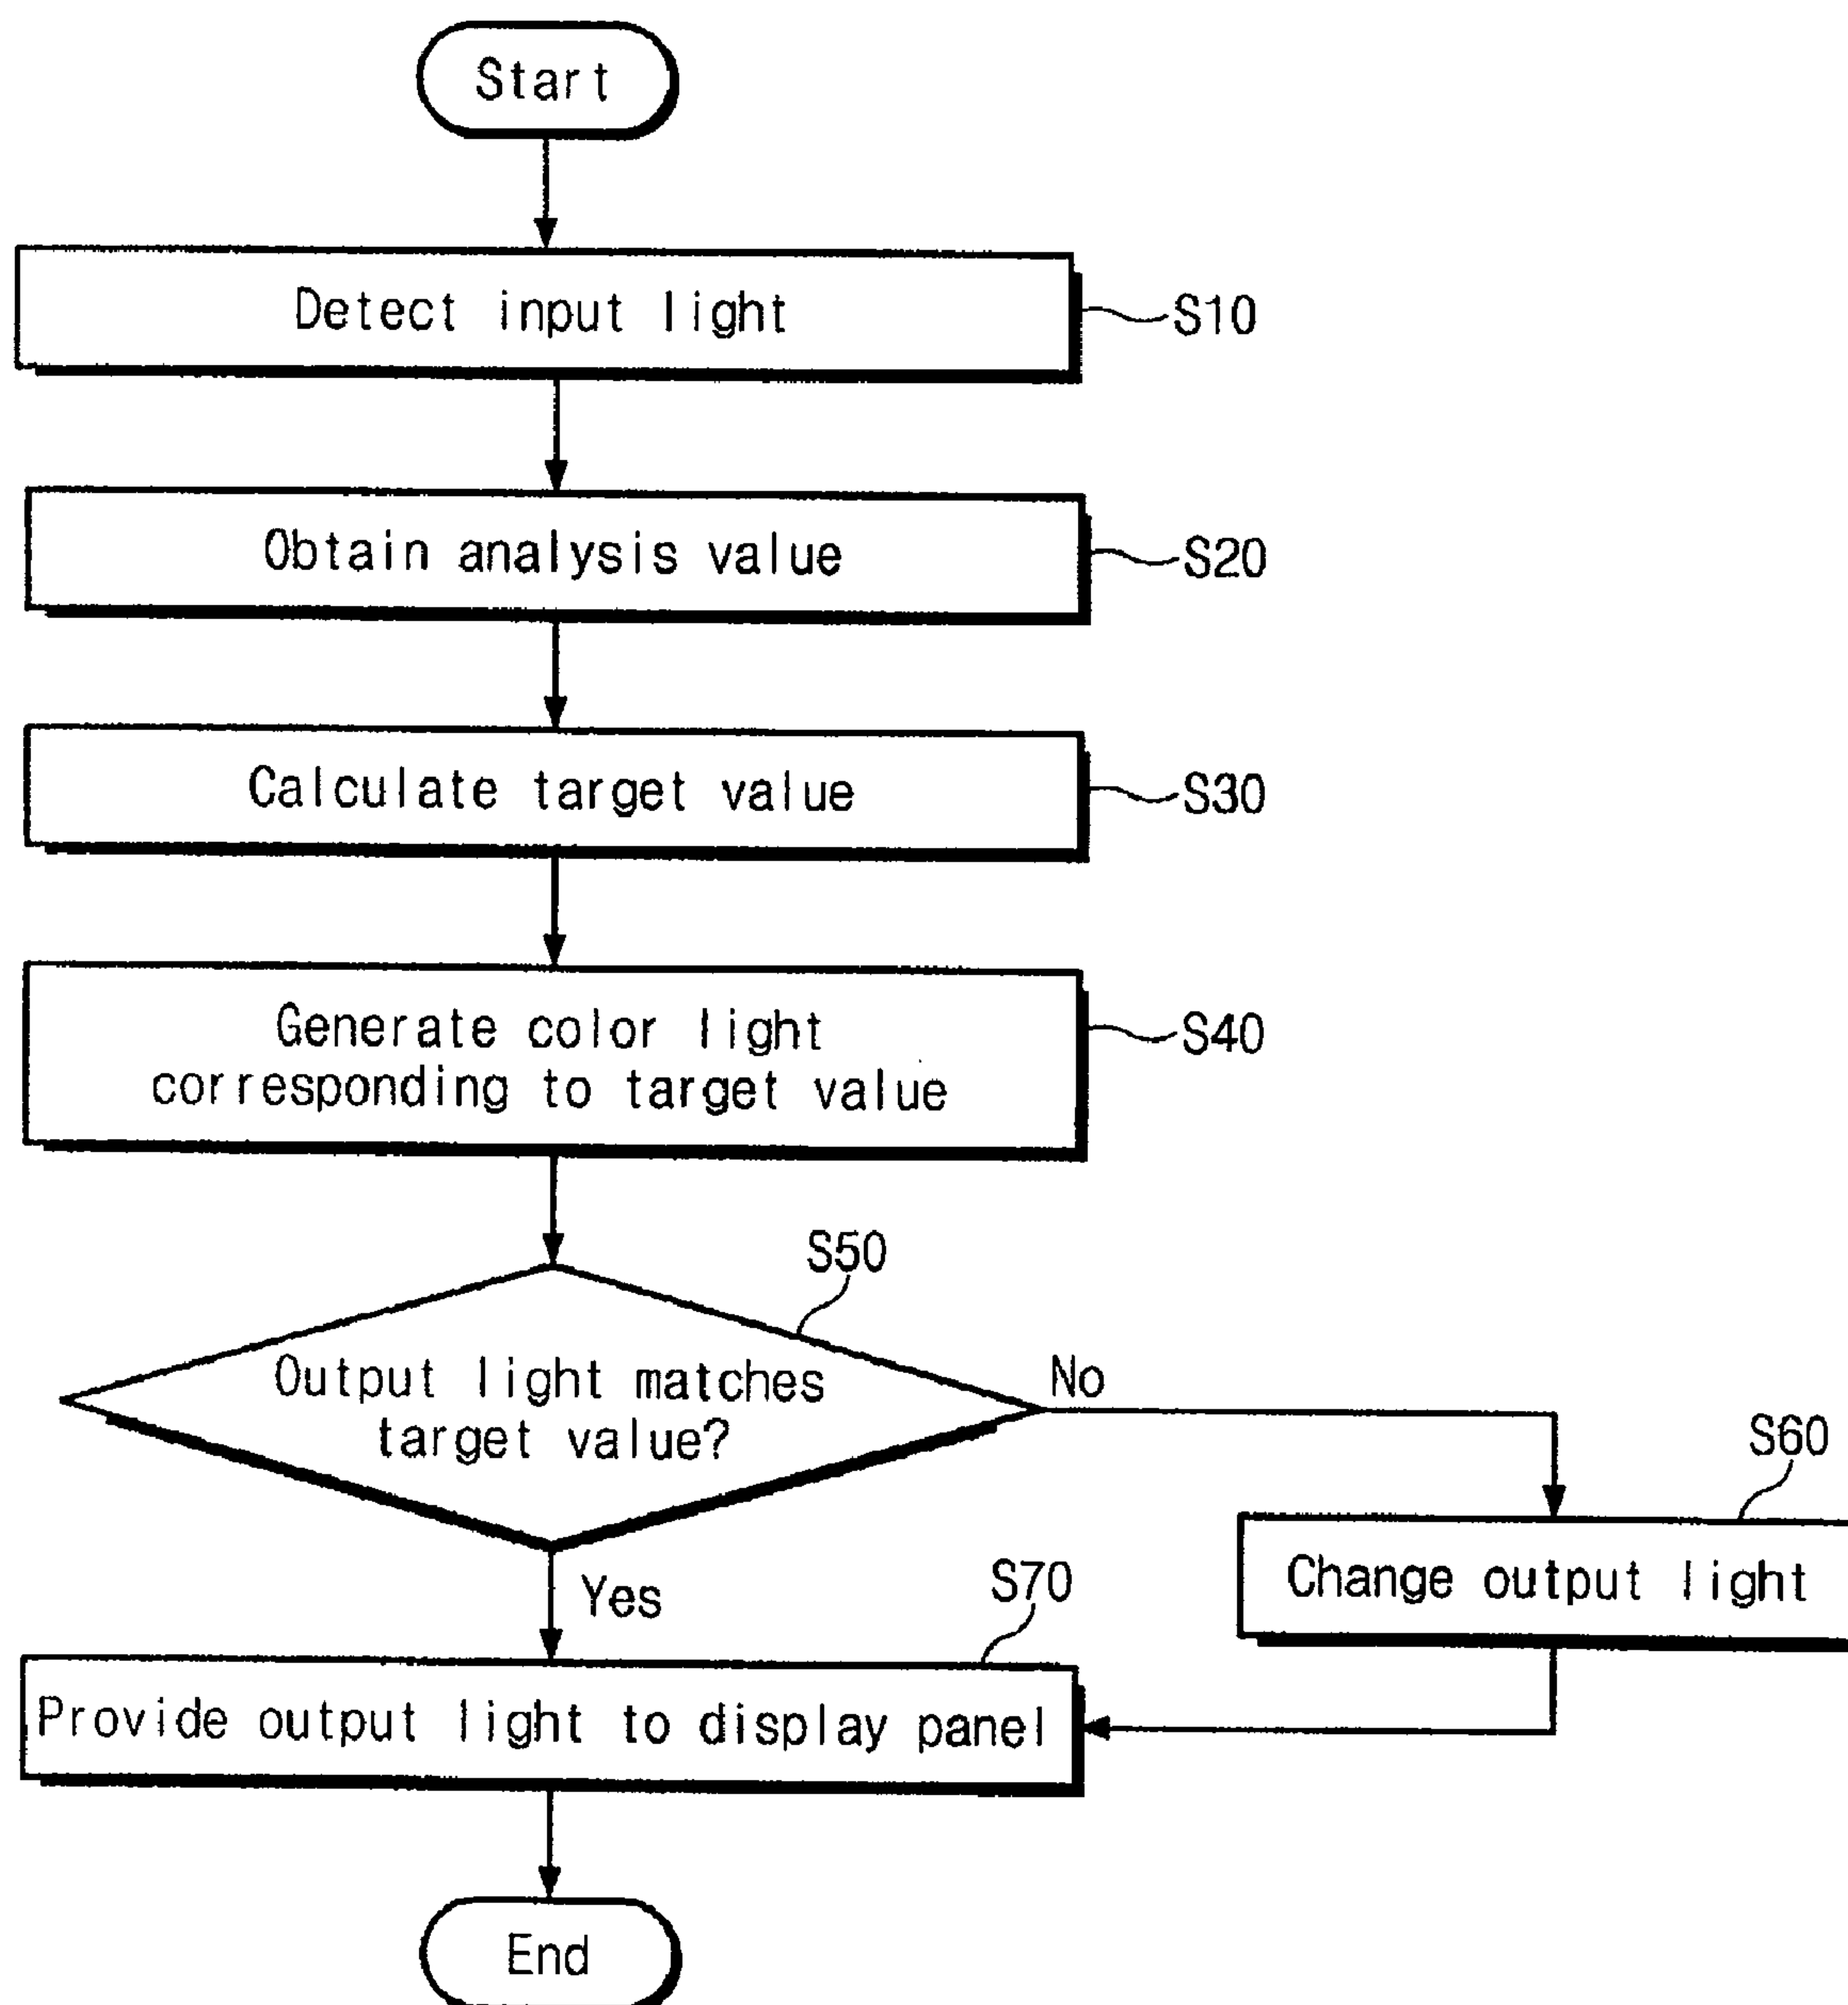 Start
Detect input light
S10
Obtain analysis value
S20
Calculate target value
S30
Generate color light
corresponding to target value
S40
S50
Output light matches
target value?
No
S60
Change output light
Yes
S70
Provide output light to display panel
End